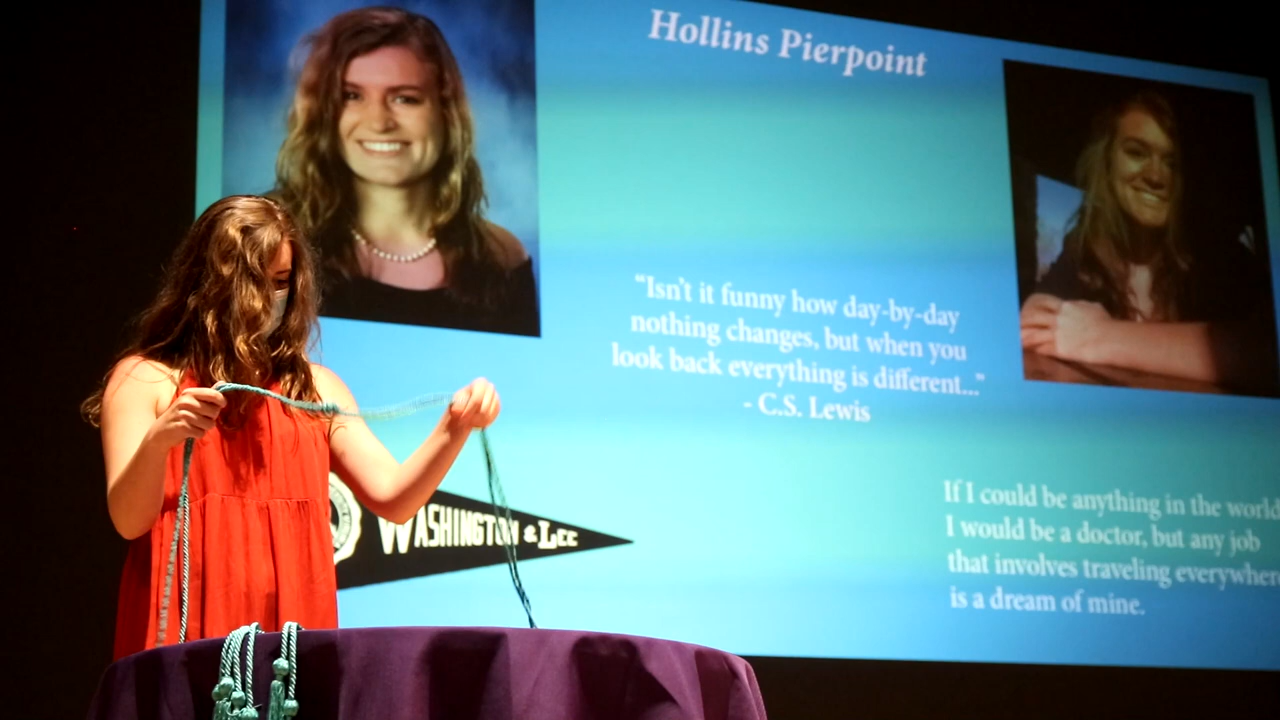 Hollins Pierpoint
“Isn't it funny how day-by-day
nothing changes, but when you
look back everything is different...”
- C.S. Lewis
WASHINGTON & LEE
If I could be anything in the world
I would be a doctor, but any job
that involves traveling everywhere
is a dream of mine.